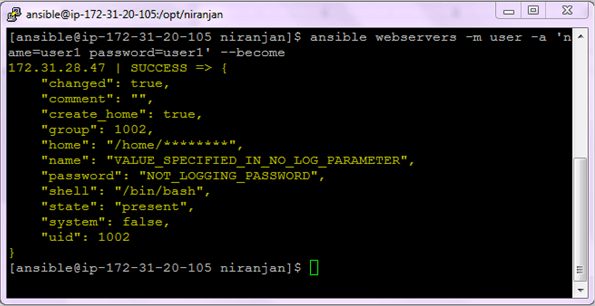 ansible@ip-172-31-20-105:/opt/niranjan
[ansible@ip-172-31-20-105 niranjan]$ ansible webservers -m user -a 'n
ame=user1 password=user1' --become
172.31.28.47 | SUCCESS => {
    "changed": true,
    "comment": "",
    "create_home": true,
    "group": 1002,
    "home": "/home/********",
    "name": "VALUE_SPECIFIED_IN_NO_LOG_PARAMETER",
    "password": "NOT_LOGGING_PASSWORD",
    "shell": "/bin/bash",
    "state": "present",
    "system": false,
    "uid": 1002
}
[ansible@ip-172-31-20-105 niranjan]$